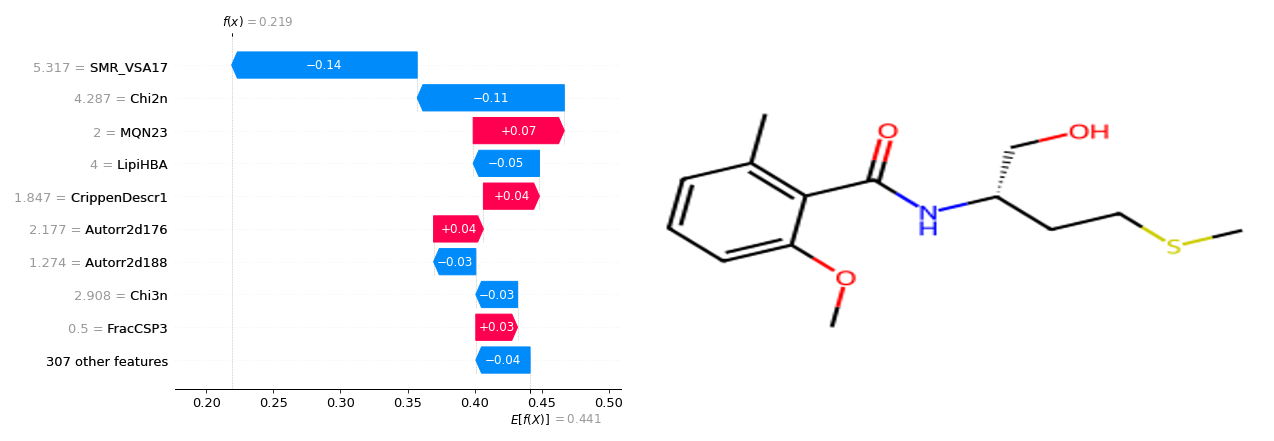 f(x) = 0.219
5.317 = SMR_VSA17
−0.14
4.287 = Chi2n
−0.11
2 = MQN23
+0.07
4 = LipiHBA
−0.05
1.847 = CrippenDescr1
+0.04
2.177 = Autorr2d176
+0.04
1.274 = Autorr2d188
−0.03
2.908 = Chi3n
−0.03
0.5 = FracCSP3
+0.03
307 other features
−0.04
0.20 0.25 0.30 0.35 0.40 0.45 0.50
E[f(X)] = 0.441
O
OH
N
H
S
O